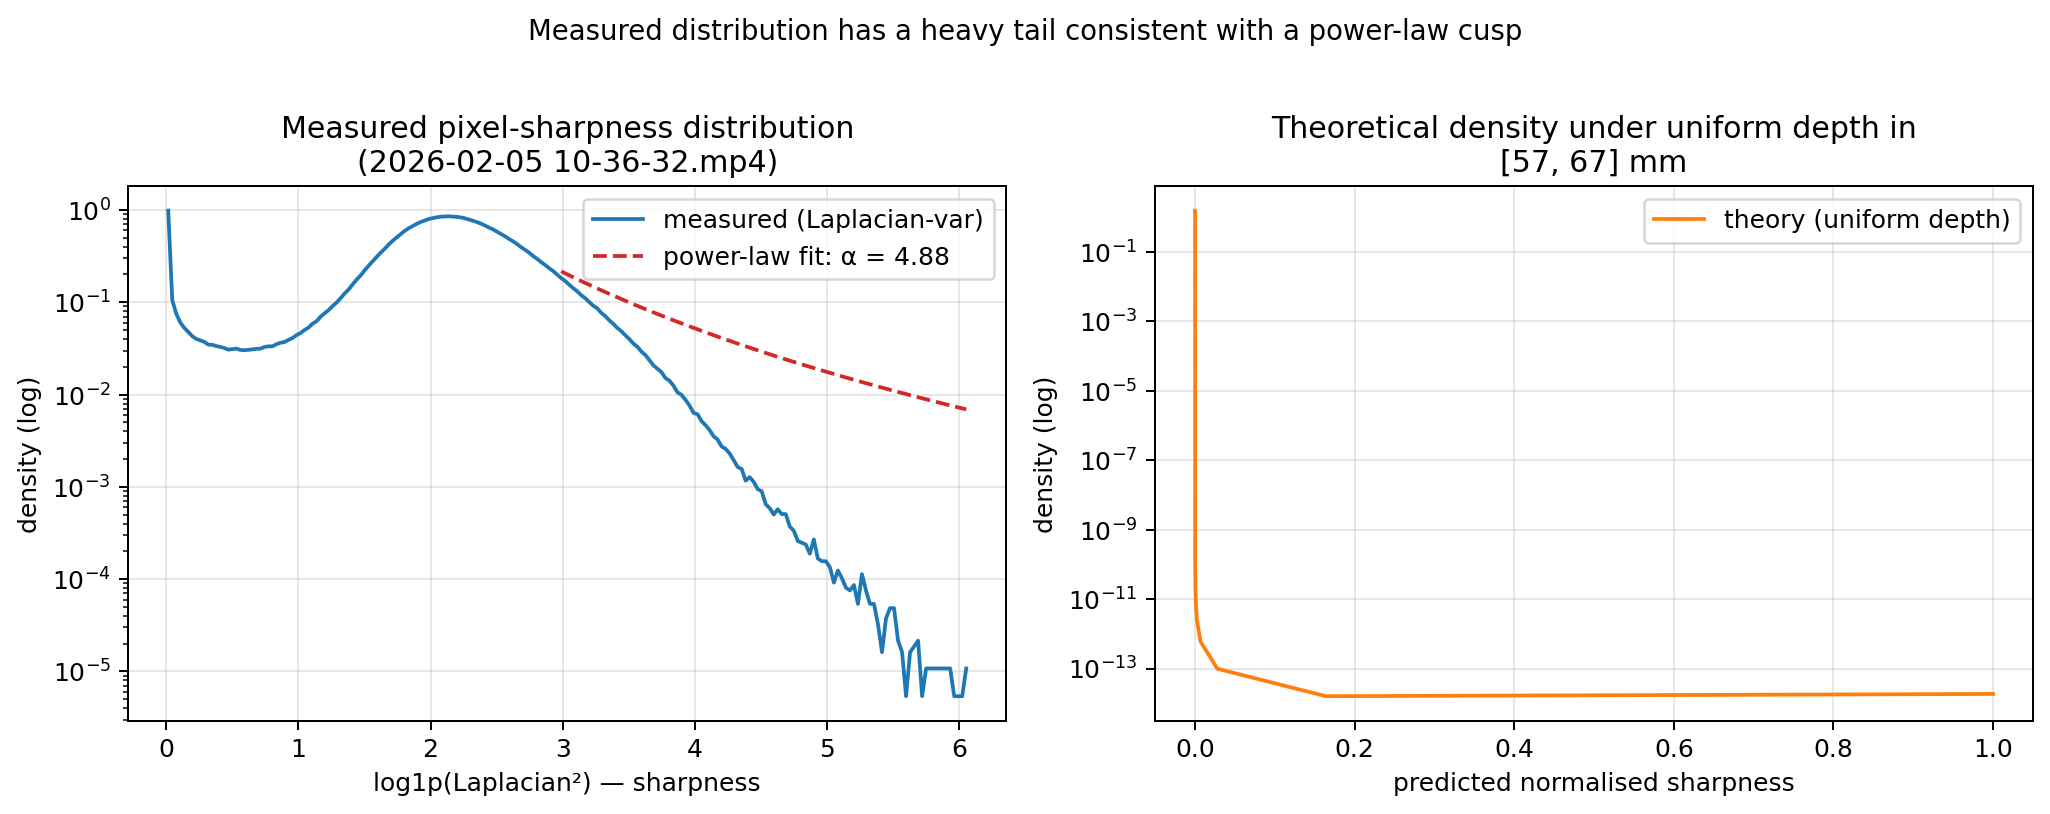 Measured distribution has a heavy tail consistent with a power-law cusp
Measured pixel-sharpness distribution
(2026-02-05 10-36-32.mp4)
measured (Laplacian-var)
power-law fit: α = 4.88
10⁰
10⁻¹
10⁻²
10⁻³
10⁻⁴
10⁻⁵
density (log)
0 1 2 3 4 5 6
log1p(Laplacian²) — sharpness
Theoretical density under uniform depth in
[57, 67] mm
theory (uniform depth)
10⁻¹
10⁻³
10⁻⁵
10⁻⁷
10⁻⁹
10⁻¹¹
10⁻¹³
density (log)
0.0 0.2 0.4 0.6 0.8 1.0
predicted normalised sharpness